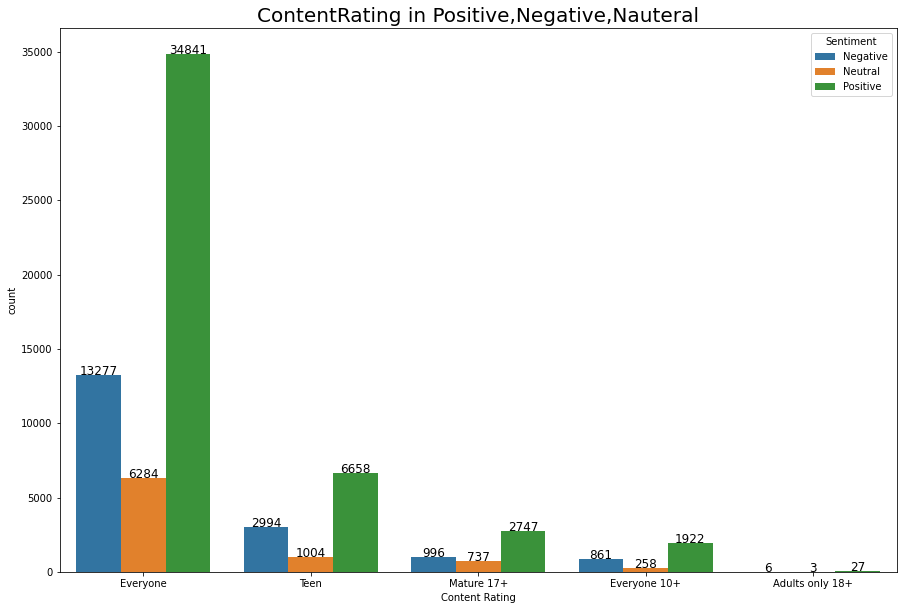 ContentRating in Positive,Negative,Nauteral
Sentiment
Negative
Neutral
Positive
count
35000
30000
25000
20000
15000
10000
5000
0
13277
6284
34841
2994
1004
6658
996
737
2747
861
258
1922
6
3
27
Everyone
Teen
Mature 17+
Everyone 10+
Adults only 18+
Content Rating